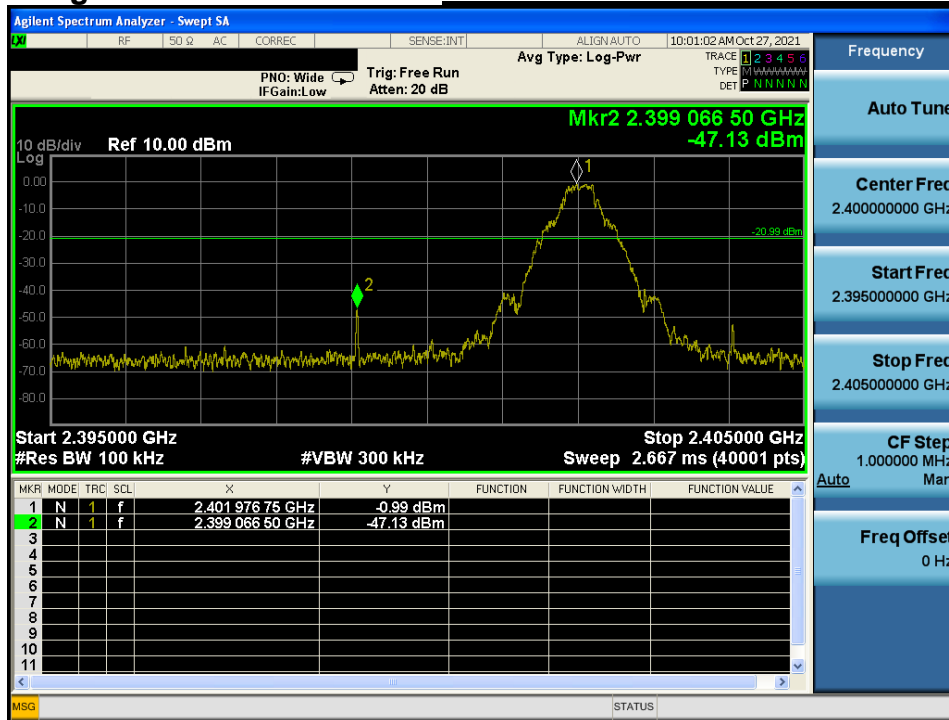 Agilent Spectrum Analyzer - Swept SA
LXI RF 50 Ω AC CORREC SENSE:INT ALIGN AUTO 10:01:02 AM Oct 27, 2021
Avg Type: Log-Pwr TRACE 1 2 3 4 5 6
PNO: Wide Trig: Free Run TYPE M
IFGain:Low Atten: 20 dB DET P N N N N N
Mkr2 2.399 066 50 GHz
-47.13 dBm
10 dB/div Ref 10.00 dBm
Log
1
0.00
-10.0
-20.0
-20.99 dBm
-30.0
-40.0
2
-50.0
-60.0
-70.0
-80.0
Start 2.395000 GHz Stop 2.405000 GHz
#Res BW 100 kHz #VBW 300 kHz Sweep 2.667 ms (40001 pts)
MKR MODE TRC SCL X Y FUNCTION FUNCTION WIDTH FUNCTION VALUE
1 N 1 f 2.401 976 75 GHz -0.99 dBm
2 N 1 f 2.399 066 50 GHz -47.13 dBm
3
4
5
6
7
8
9
10
11
MSG STATUS
Frequency
Auto Tune
Center Freq
2.400000000 GHz
Start Freq
2.395000000 GHz
Stop Freq
2.405000000 GHz
CF Step
1.000000 MHz
Auto Man
Freq Offset
0 Hz